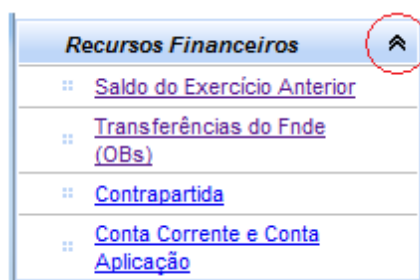 Recursos Financeiros
Saldo do Exercício Anterior
Transferências do Fnde
(OBs)
Contrapartida
Conta Corrente e Conta
Aplicação